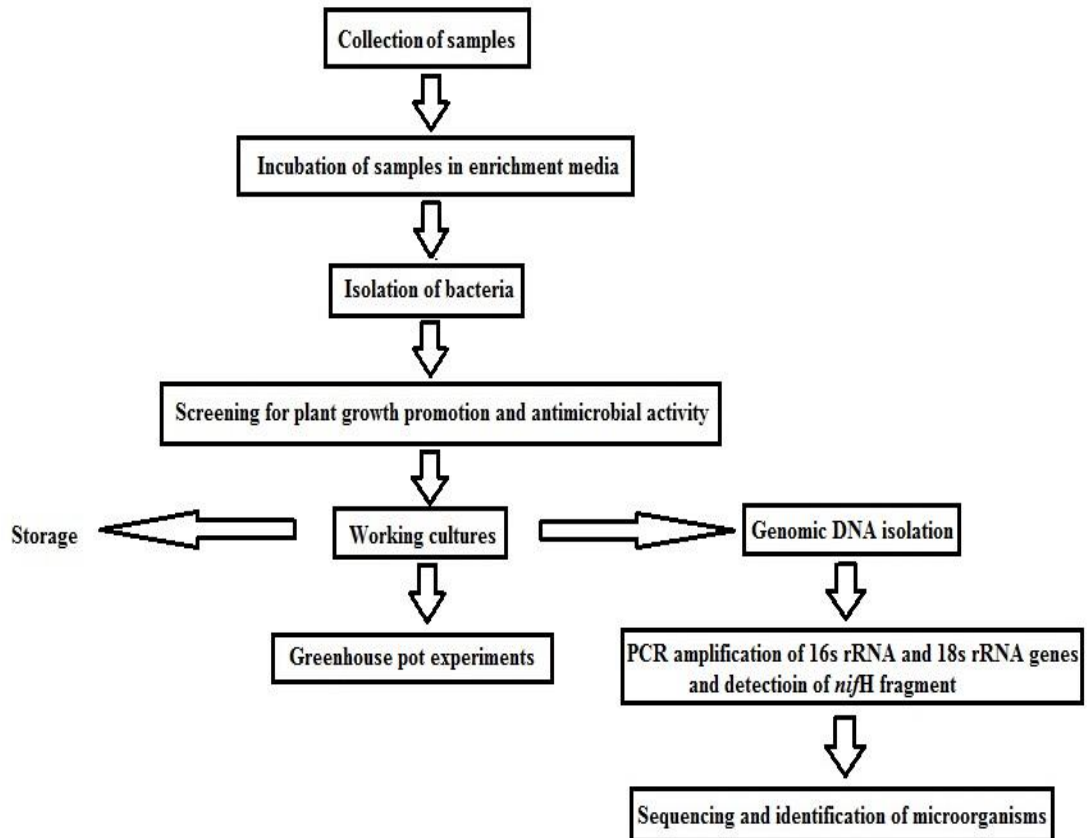 Collection of samples
Incubation of samples in enrichment media
Isolation of bacteria
Screening for plant growth promotion and antimicrobial activity
Storage
Working cultures
Genomic DNA isolation
Greenhouse pot experiments
PCR amplification of 16s rRNA and 18s rRNA genes
and detectioin of nifH fragment
Sequencing and identification of microorganisms